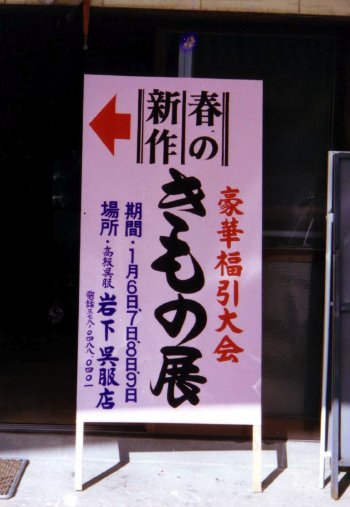 春の
新作
豪華福引大会
きもの展
期間・1月6日、7日、8日、9日
場所・高級呉服
岩下呉服店